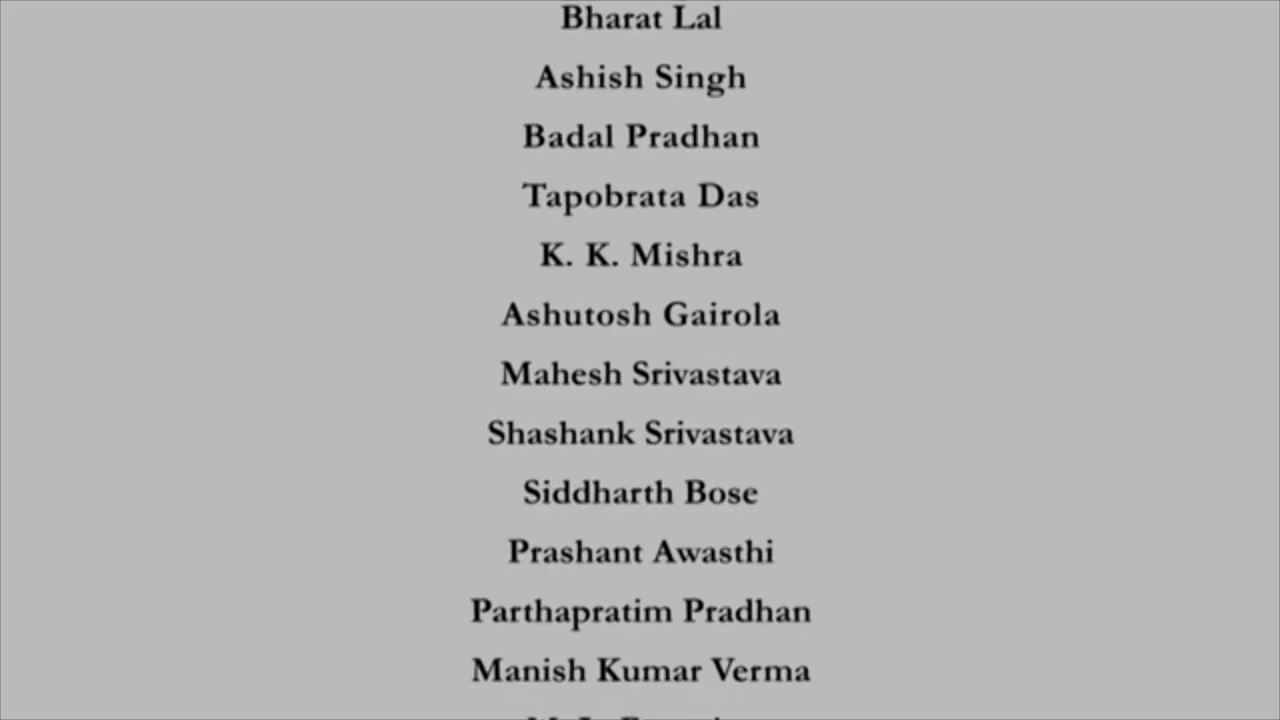 Bharat Lal
Ashish Singh
Badal Pradhan
Tapobrata Das
K. K. Mishra
Ashutosh Gairola
Mahesh Srivastava
Shashank Srivastava
Siddharth Bose
Prashant Awasthi
Parthapratim Pradhan
Manish Kumar Verma